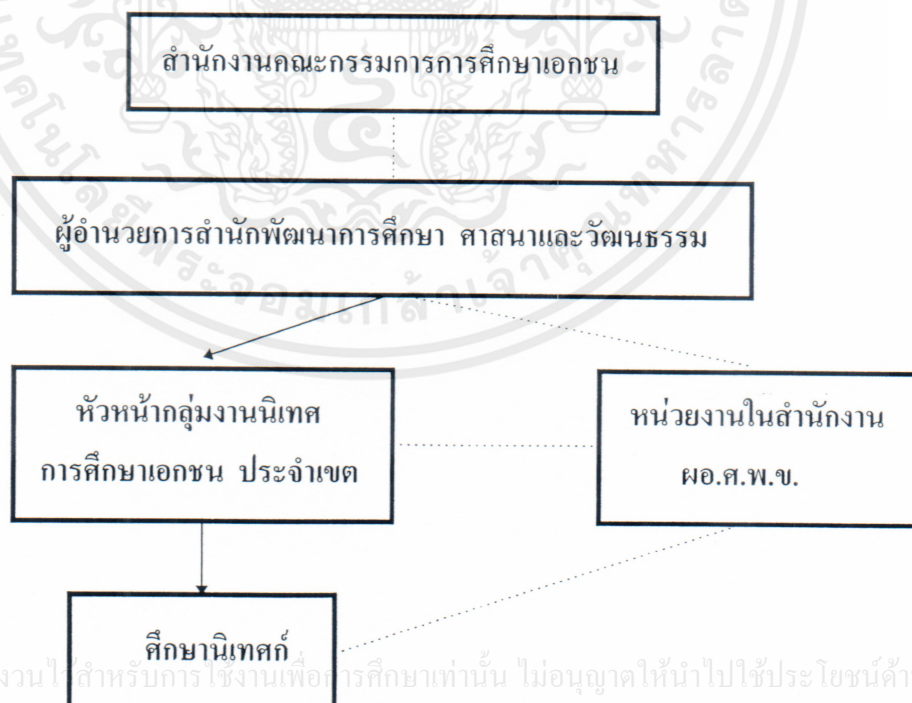 สำนักงานคณะกรรมการการศึกษาเอกชน
ผู้อำนวยการสำนักพัฒนาการศึกษา ศาสนาและวัฒนธรรม
หัวหน้ากลุ่มงานนิเทศ
การศึกษาเอกชน ประจำเขต
หน่วยงานในสำนักงาน
ผอ.ศ.พ.ข.
ศึกษานิเทศก์
งวนไว้สำหรับการใช้งานเพื่อการศึกษาเท่านั้น ไม่อนุญาตให้นำไปใช้ประโยชน์ด้า